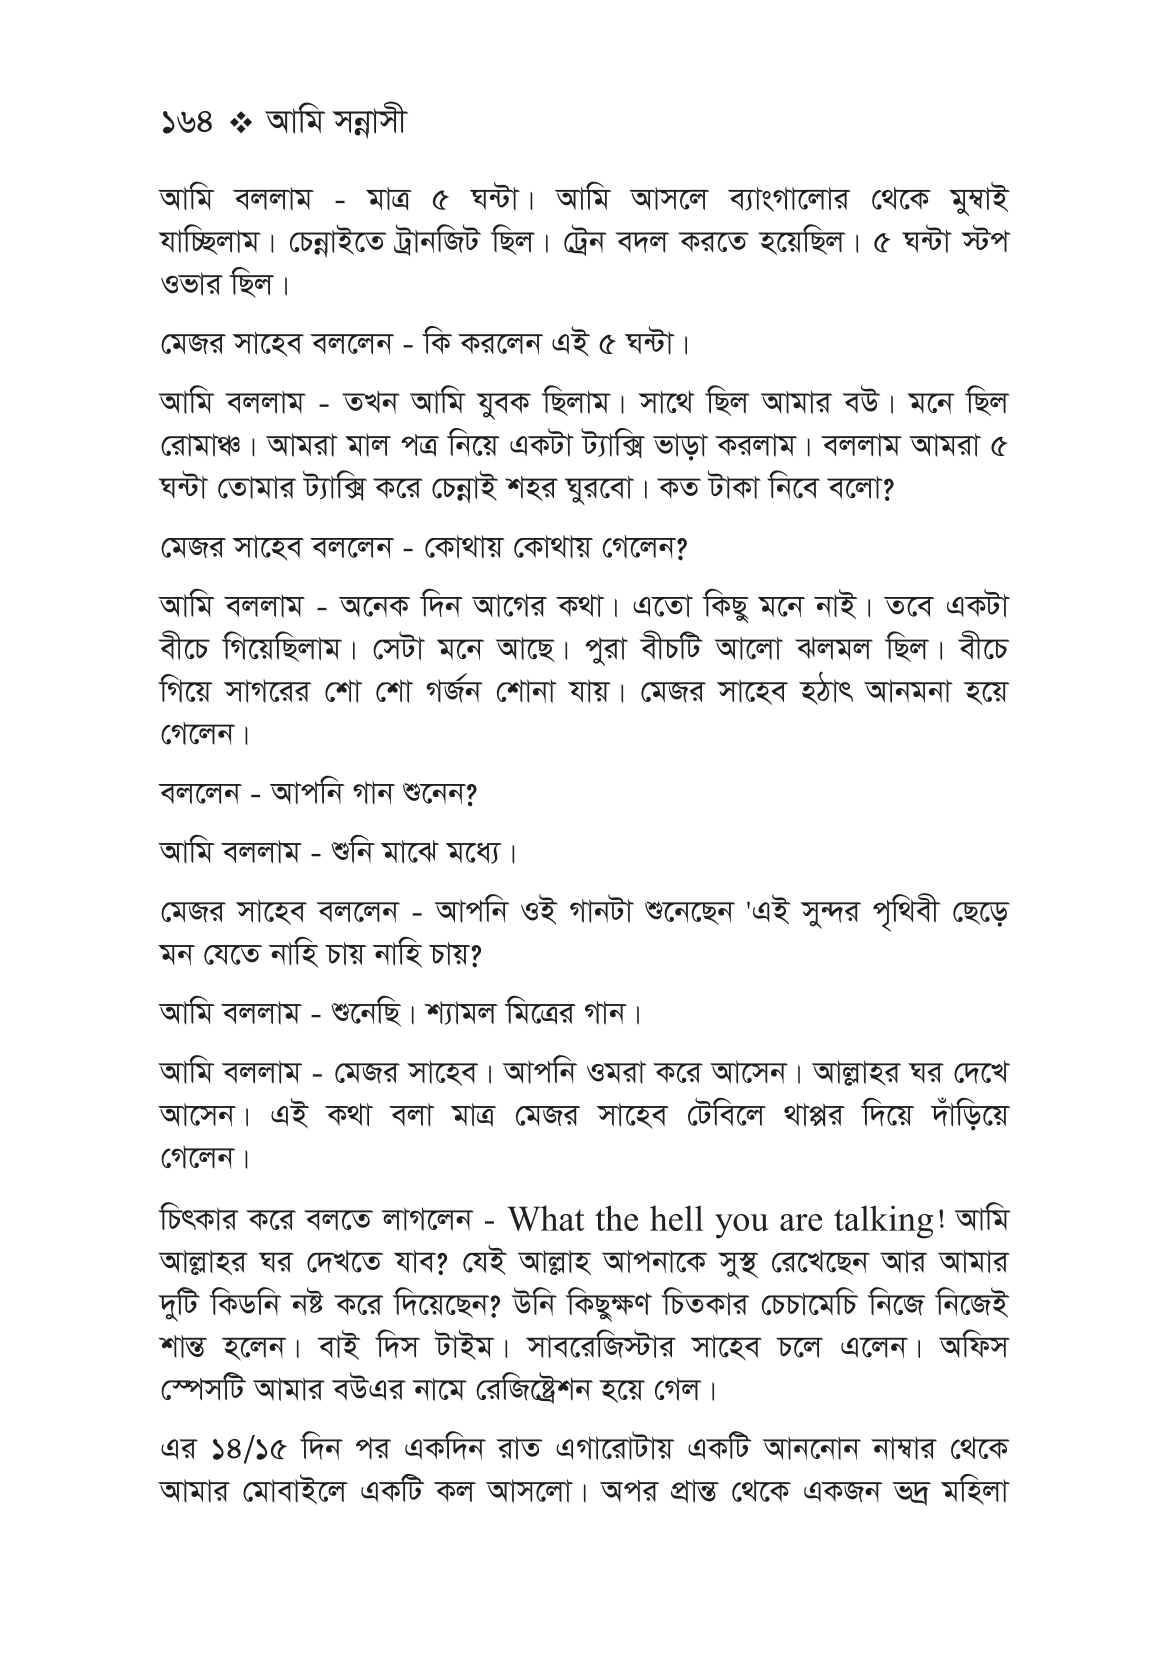 ১৬৪ ❖ আমি সন্নাসী
আমি বললাম - মাত্র ৫ ঘন্টা। আমি আসলে ব্যাংগালোর থেকে মুম্বাই
যাচ্ছিলাম। চেন্নাইতে ট্রানজিট ছিল। ট্রেন বদল করতে হয়েছিল। ৫ ঘন্টা স্টপ
ওভার ছিল।
মেজর সাহেব বললেন - কি করলেন এই ৫ ঘন্টা।
আমি বললাম - তখন আমি যুবক ছিলাম। সাথে ছিল আমার বউ। মনে ছিল
রোমাঞ্চ। আমরা মাল পত্র নিয়ে একটা ট্যাক্সি ভাড়া করলাম। বললাম আমরা ৫
ঘন্টা তোমার ট্যাক্সি করে চেন্নাই শহর ঘুরবো। কত টাকা নিবে বলো?
মেজর সাহেব বললেন - কোথায় কোথায় গেলেন?
আমি বললাম - অনেক দিন আগের কথা। এতো কিছু মনে নাই। তবে একটা
বীচে গিয়েছিলাম। সেটা মনে আছে। পুরা বীচটি আলো ঝলমল ছিল। বীচে
গিয়ে সাগরের শো শো গর্জন শোনা যায়। মেজর সাহেব হঠাৎ আনমনা হয়ে
গেলেন।
বললেন - আপনি গান শুনেন?
আমি বললাম - শুনি মাঝে মধ্যে।
মেজর সাহেব বললেন - আপনি ওই গানটা শুনেছেন 'এই সুন্দর পৃথিবী ছেড়ে
মন যেতে নাহি চায় নাহি চায়?
আমি বললাম - শুনেছি। শ্যামল মিত্রের গান।
আমি বললাম - মেজর সাহেব। আপনি ওমরা করে আসেন। আল্লাহর ঘর দেখে
আসেন। এই কথা বলা মাত্র মেজর সাহেব টেবিলে থাপ্পর দিয়ে দাঁড়িয়ে
গেলেন।
চিৎকার করে বলতে লাগলেন - What the hell you are talking! আমি
আল্লাহর ঘর দেখতে যাব? যেই আল্লাহ আপনাকে সুস্থ রেখেছেন আর আমার
দুটি কিডনি নষ্ট করে দিয়েছেন? উনি কিছুক্ষণ চিতকার চেচামেচি নিজে নিজেই
শান্ত হলেন। বাই দিস টাইম। সাবরেজিস্টার সাহেব চলে এলেন। অফিস
স্পেসটি আমার বউএর নামে রেজিষ্ট্রেশন হয়ে গেল।
এর ১৪/১৫ দিন পর একদিন রাত এগারোটায় একটি আননোন নাম্বার থেকে
আমার মোবাইলে একটি কল আসলো। অপর প্রান্ত থেকে একজন ভদ্র মহিলা